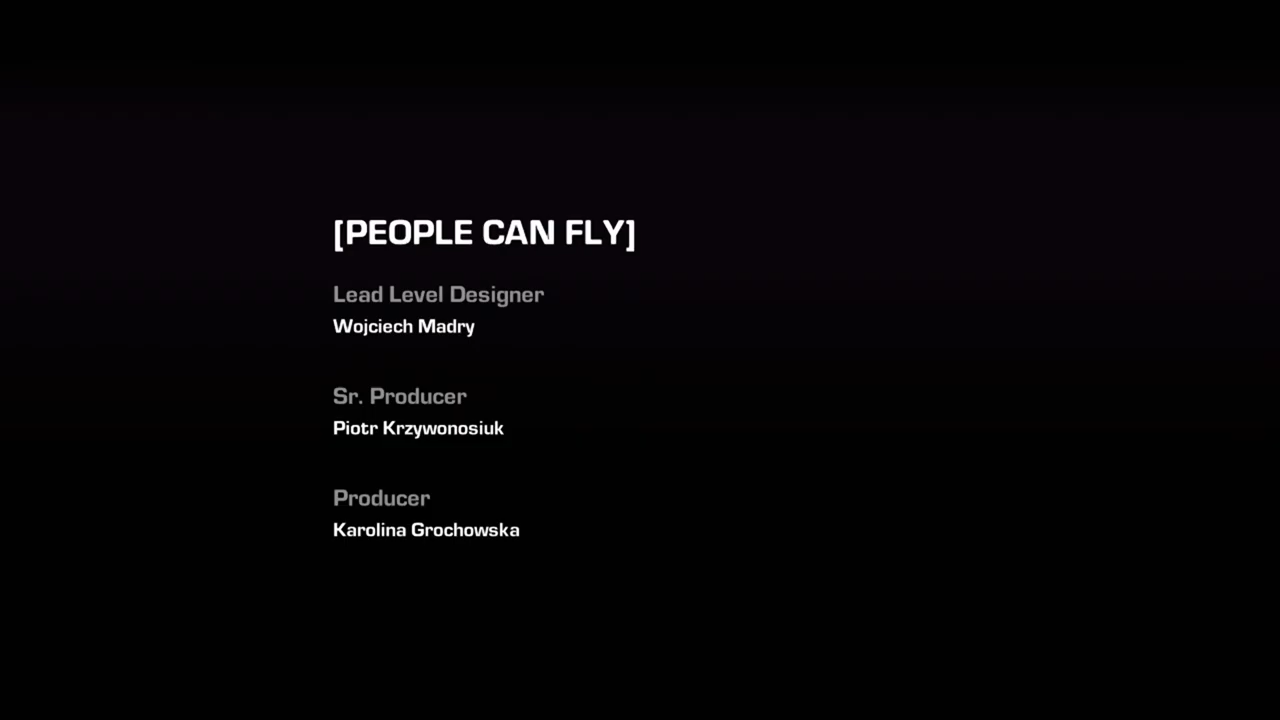 [PEOPLE CAN FLY]
Lead Level Designer
Wojciech Madry
Sr. Producer
Piotr Krzywonosiuk
Producer
Karolina Grochowska